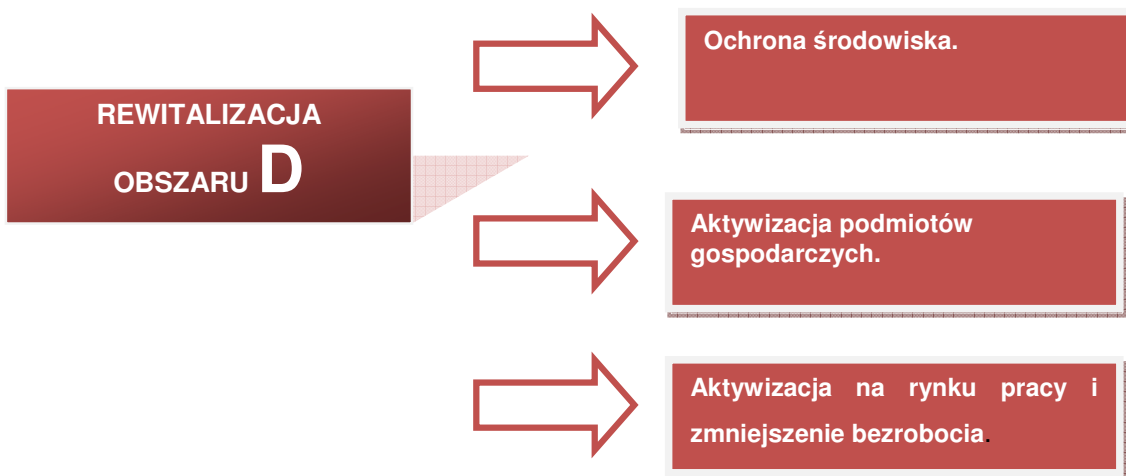 Ochrona środowiska.
REWITALIZACJA
OBSZARU D
Aktywizacja podmiotów
gospodarczych.
Aktywizacja na rynku pracy i
zmniejszenie bezrobocia.